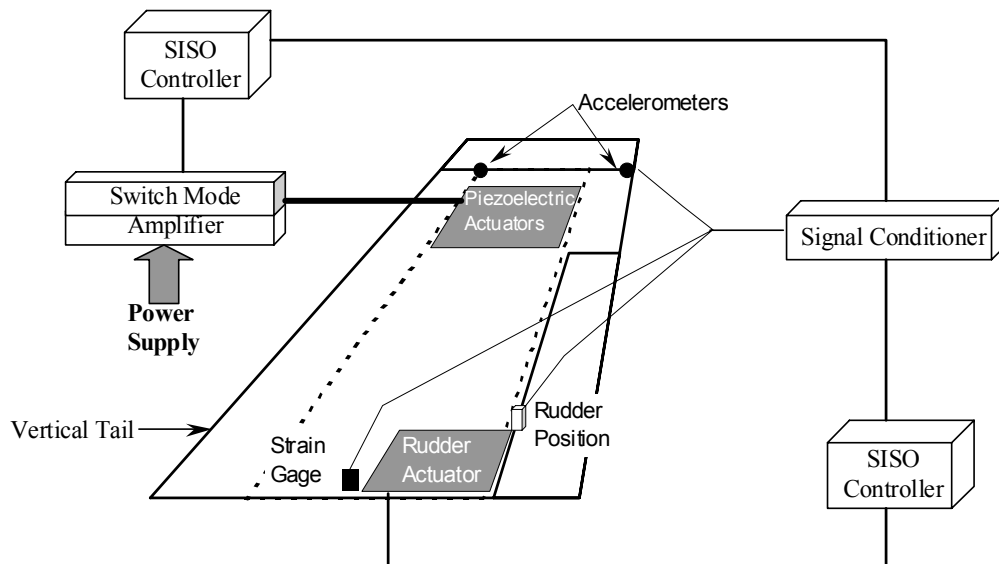 SISO
Controller
Accelerometers
Switch Mode
Amplifier
Piezoelectric
Actuators
Signal Conditioner
Power
Supply
Vertical Tail
Strain
Gage
Rudder
Actuator
Rudder
Position
SISO
Controller